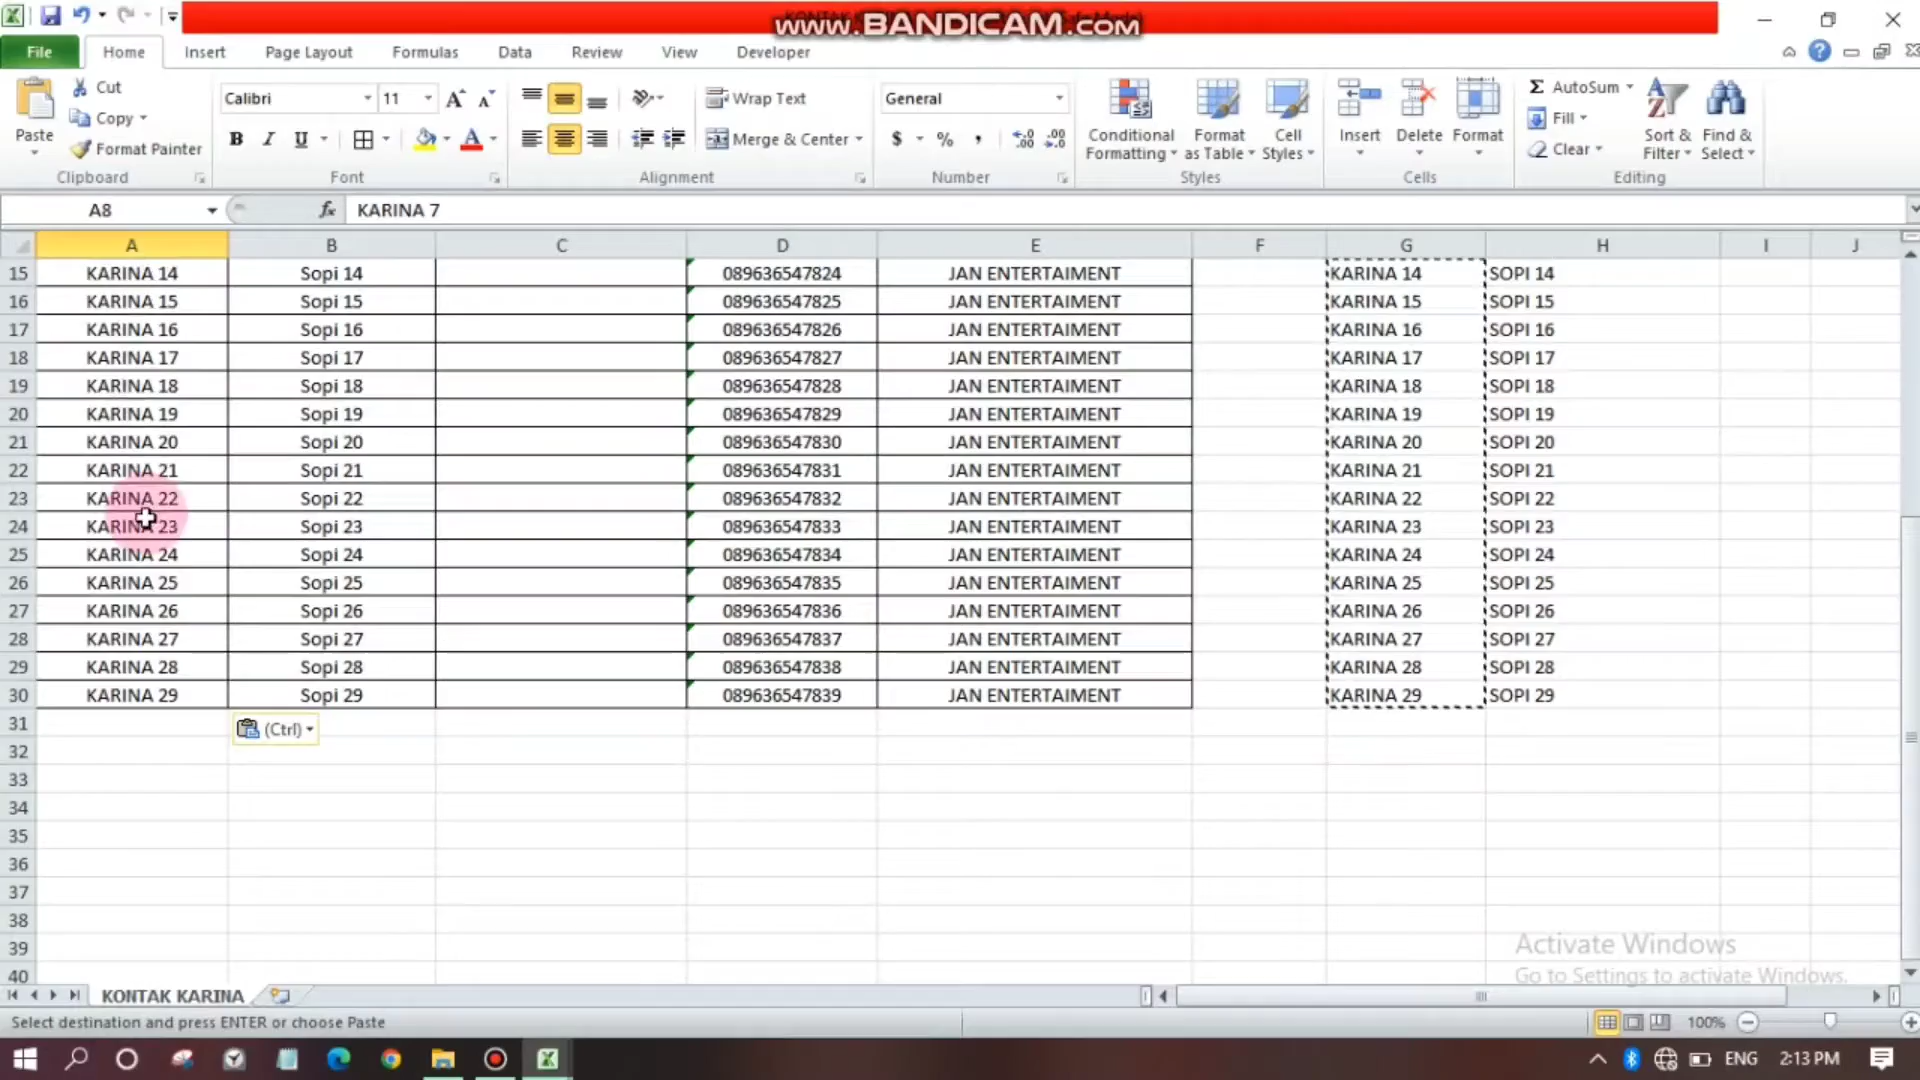 www.BANDICAM.com
File Home Insert Page Layout Formulas Data Review View Developer
Paste Cut Copy Format Painter Clipboard
Calibri 11 B I U Font
Wrap Text Merge & Center Alignment
General $ % , Number
Conditional Formatting Format as Table Cell Styles Styles
Insert Delete Format Cells
AutoSum Fill Clear Sort & Filter Find & Select Editing
A8 fx KARINA 7
A B C D E F G H I J
15 KARINA 14 Sopi 14 089636547824 JAN ENTERTAIMENT KARINA 14 SOPI 14
16 KARINA 15 Sopi 15 089636547825 JAN ENTERTAIMENT KARINA 15 SOPI 15
17 KARINA 16 Sopi 16 089636547826 JAN ENTERTAIMENT KARINA 16 SOPI 16
18 KARINA 17 Sopi 17 089636547827 JAN ENTERTAIMENT KARINA 17 SOPI 17
19 KARINA 18 Sopi 18 089636547828 JAN ENTERTAIMENT KARINA 18 SOPI 18
20 KARINA 19 Sopi 19 089636547829 JAN ENTERTAIMENT KARINA 19 SOPI 19
21 KARINA 20 Sopi 20 089636547830 JAN ENTERTAIMENT KARINA 20 SOPI 20
22 KARINA 21 Sopi 21 089636547831 JAN ENTERTAIMENT KARINA 21 SOPI 21
23 KARINA 22 Sopi 22 089636547832 JAN ENTERTAIMENT KARINA 22 SOPI 22
24 KARINA 23 Sopi 23 089636547833 JAN ENTERTAIMENT KARINA 23 SOPI 23
25 KARINA 24 Sopi 24 089636547834 JAN ENTERTAIMENT KARINA 24 SOPI 24
26 KARINA 25 Sopi 25 089636547835 JAN ENTERTAIMENT KARINA 25 SOPI 25
27 KARINA 26 Sopi 26 089636547836 JAN ENTERTAIMENT KARINA 26 SOPI 26
28 KARINA 27 Sopi 27 089636547837 JAN ENTERTAIMENT KARINA 27 SOPI 27
29 KARINA 28 Sopi 28 089636547838 JAN ENTERTAIMENT KARINA 28 SOPI 28
30 KARINA 29 Sopi 29 089636547839 JAN ENTERTAIMENT KARINA 29 SOPI 29
31 (Ctrl)
32
33
34
35
36
37
38
39
40
Activate Windows
Go to Settings to activate Windows.
KONTAK KARINA
Select destination and press ENTER or choose Paste 100%
ENG 2:13 PM